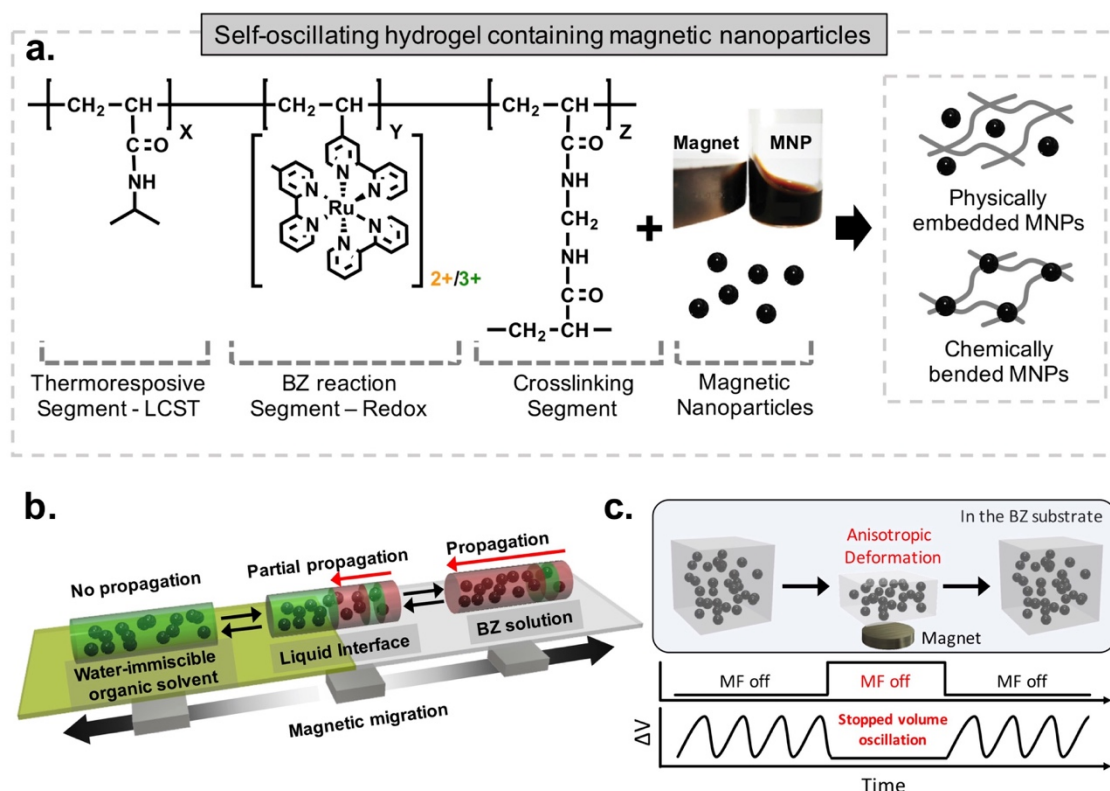 Self-oscillating hydrogel containing magnetic nanoparticles
a.
CH₂
CH
C=O
NH
X
CH
Y
N
N
N
N
N
N
Ru
2+/3+
CH₂
CH
Z
C=O
NH
CH₂
NH
C=O
CH₂
CH
+
Magnet
MNP
Physically
embedded MNPs
Chemically
bended MNPs
Thermoresposive
Segment - LCST
BZ reaction
Segment – Redox
Crosslinking
Segment
Magnetic
Nanoparticles
b.
No propagation
Partial propagation
Propagation
Water-immiscible
organic solvent
Liquid Interface
BZ solution
Magnetic migration
c.
In the BZ substrate
Anisotropic
Deformation
Magnet
MF off
MF off
MF off
ΔV
Stopped volume
oscillation
Time